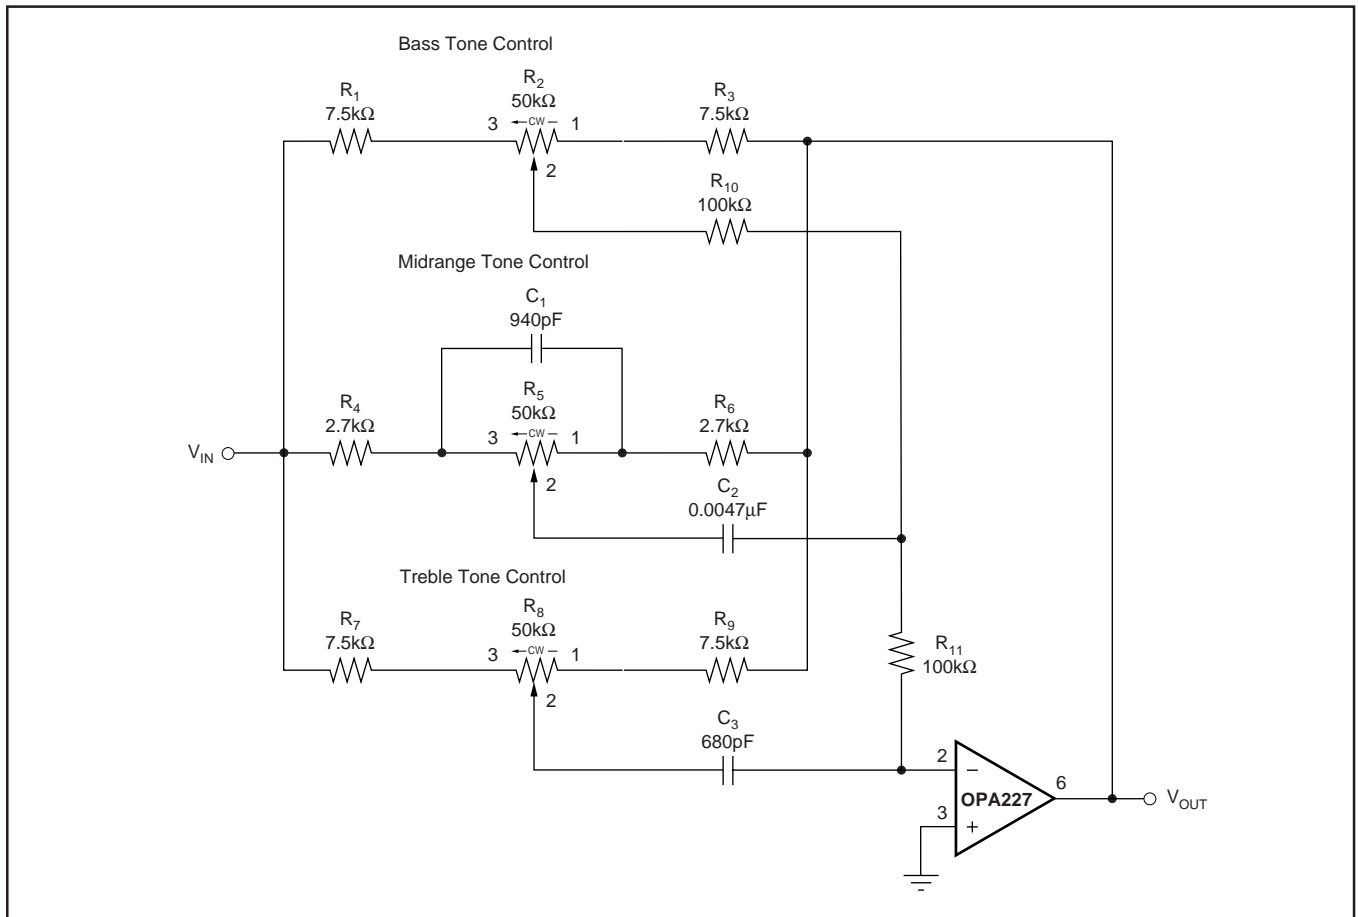 Bass Tone Control
R1
7.5kΩ
R2
50kΩ
R3
7.5kΩ
3
CW
1
2
R10
100kΩ
Midrange Tone Control
C1
940pF
R4
2.7kΩ
R5
50kΩ
R6
2.7kΩ
3
CW
1
VIN
2
C2
0.0047µF
Treble Tone Control
R7
7.5kΩ
R8
50kΩ
R9
7.5kΩ
3
CW
1
2
R11
100kΩ
C3
680pF
2
–
OPA227
6
VOUT
3
+